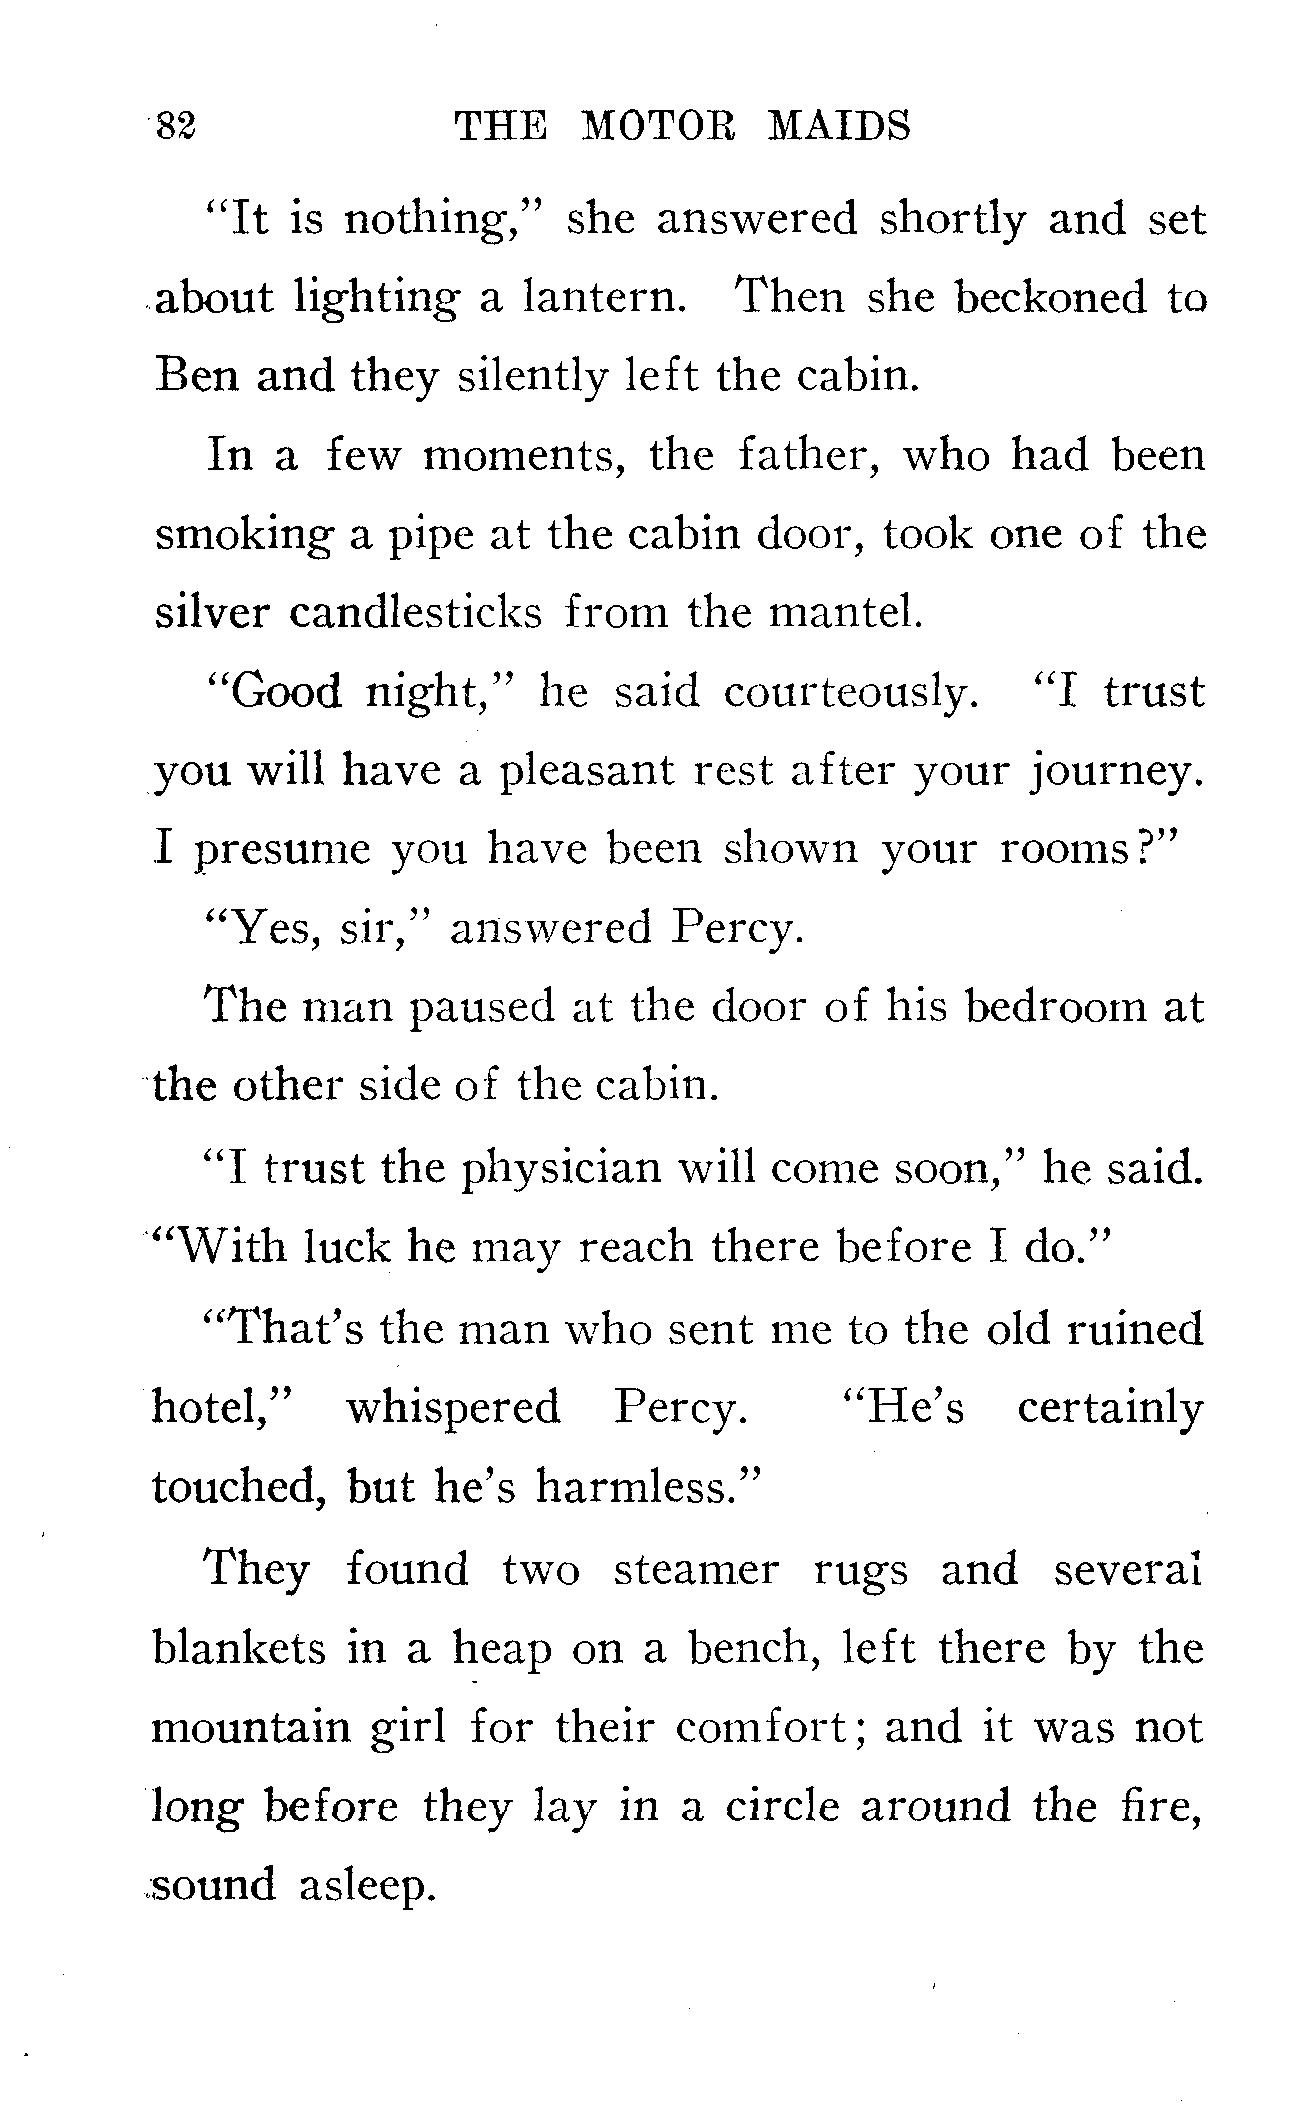 82 THE MOTOR MAIDS
"It is nothing," she answered shortly and set
about lighting a lantern. Then she beckoned to
Ben and they silently left the cabin.
In a few moments, the father, who had been
smoking a pipe at the cabin door, took one of the
silver candlesticks from the mantel.
"Good night," he said courteously. "I trust
you will have a pleasant rest after your journey.
I presume you have been shown your rooms?"
"Yes, sir," answered Percy.
The man paused at the door of his bedroom at
the other side of the cabin.
"I trust the physician will come soon," he said.
"With luck he may reach there before I do."
"That's the man who sent me to the old ruined
hotel," whispered Percy. "He's certainly
touched, but he's harmless."
They found two steamer rugs and several
blankets in a heap on a bench, left there by the
mountain girl for their comfort; and it was not
long before they lay in a circle around the fire,
sound asleep.